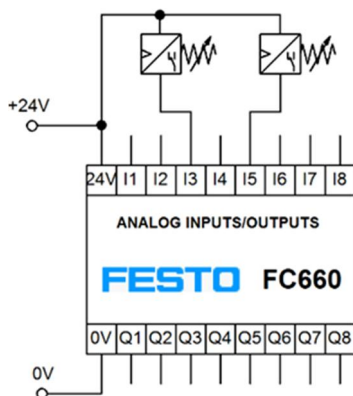 +24V
24V I1 I2 I3 I4 I5 I6 I7 I8
ANALOG INPUTS/OUTPUTS
FESTO FC660
0V Q1 Q2 Q3 Q4 Q5 Q6 Q7 Q8
0V